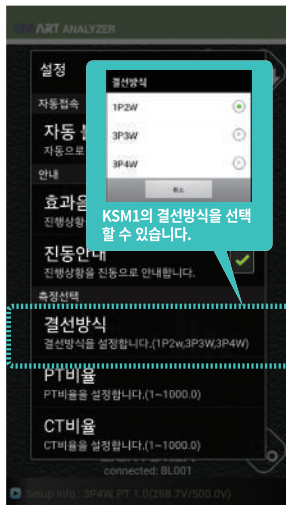 SMART ANALYZER
설정
결선방식
1P2W
3P3W
3P4W
취소
KSM1의 결선방식을 선택
할 수 있습니다.
자동접속
자동
자동으로
안내
효과음
진행상황
진동안내
진행상황을 진동으로 안내합니다.
측정선택
결선방식
결선방식을 설정합니다.(1P2w,3P3W,3P4W)
PT비율
PT비율을 설정합니다.(1~1000.0)
CT비율
CT비율을 설정합니다.(1~1000.0)
connected: BL001
Setup Info : 3P4W,PT 1.0(288.7V/500.0V)